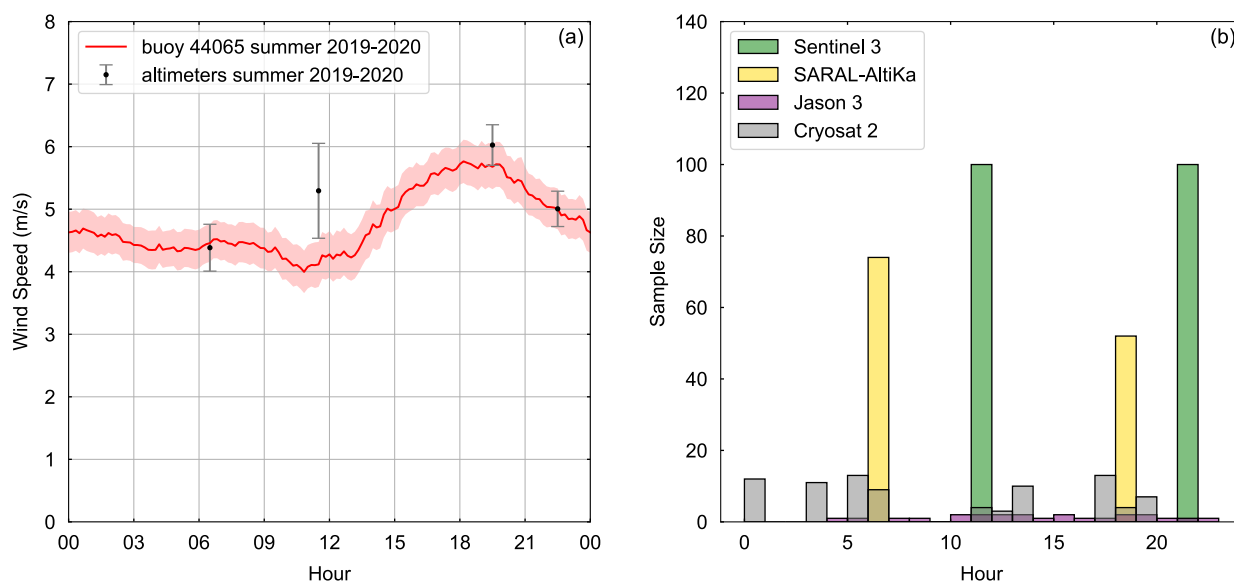 (a)
buoy 44065 summer 2019-2020
altimeters summer 2019-2020
Wind Speed (m/s)
8
7
6
5
4
3
2
1
0
00 03 06 09 12 15 18 21 00
Hour
(b)
Sentinel 3
SARAL-AltiKa
Jason 3
Cryosat 2
Sample Size
140
120
100
80
60
40
20
0
0 5 10 15 20
Hour